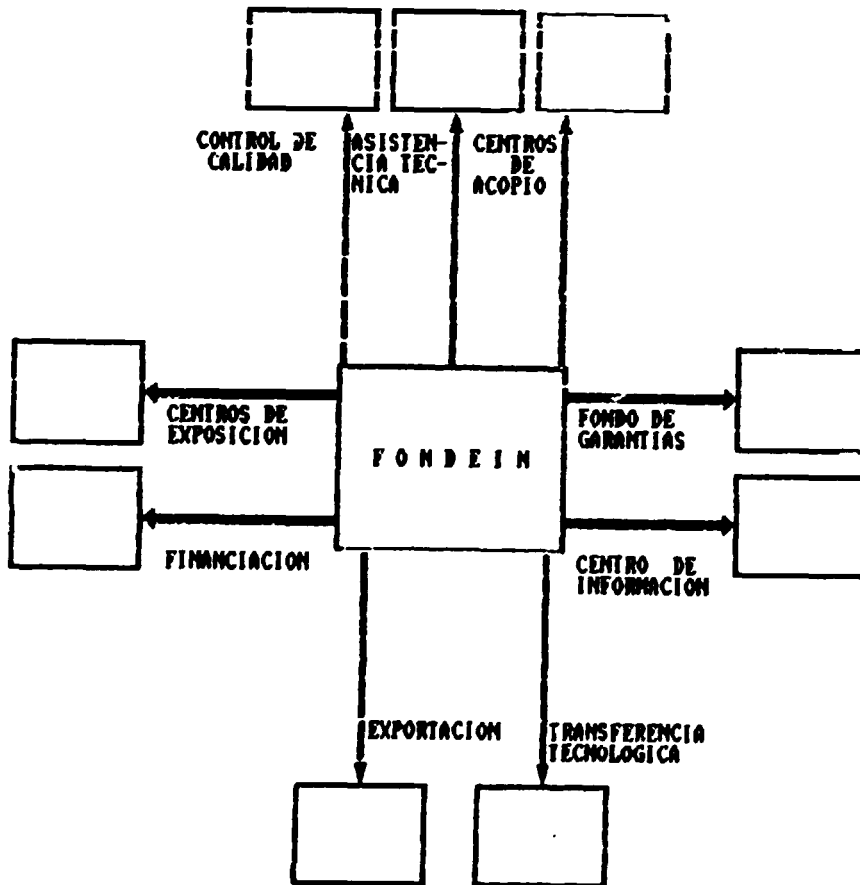 CONTROL DE
CALIDAD
ASISTEN-
CIA TEC-
NICA
CENTROS
DE
ACOPIO
CENTROS DE
EXPOSICION
FONDO DE
GARANTIAS
F O N D E I N
FINANCIACION
CENTRO DE
INFORMACION
EXPORTACION
TRANSFERENCIA
TECNOLOGICA